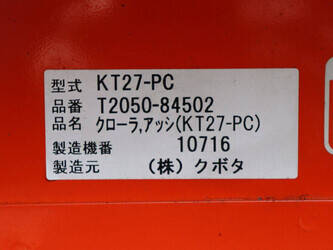 型式 KT27-PC
品番 T2050-84502
品名 クローラ,アッシ(KT27-PC)
製造機番 10716
製造元 (株) クボタ